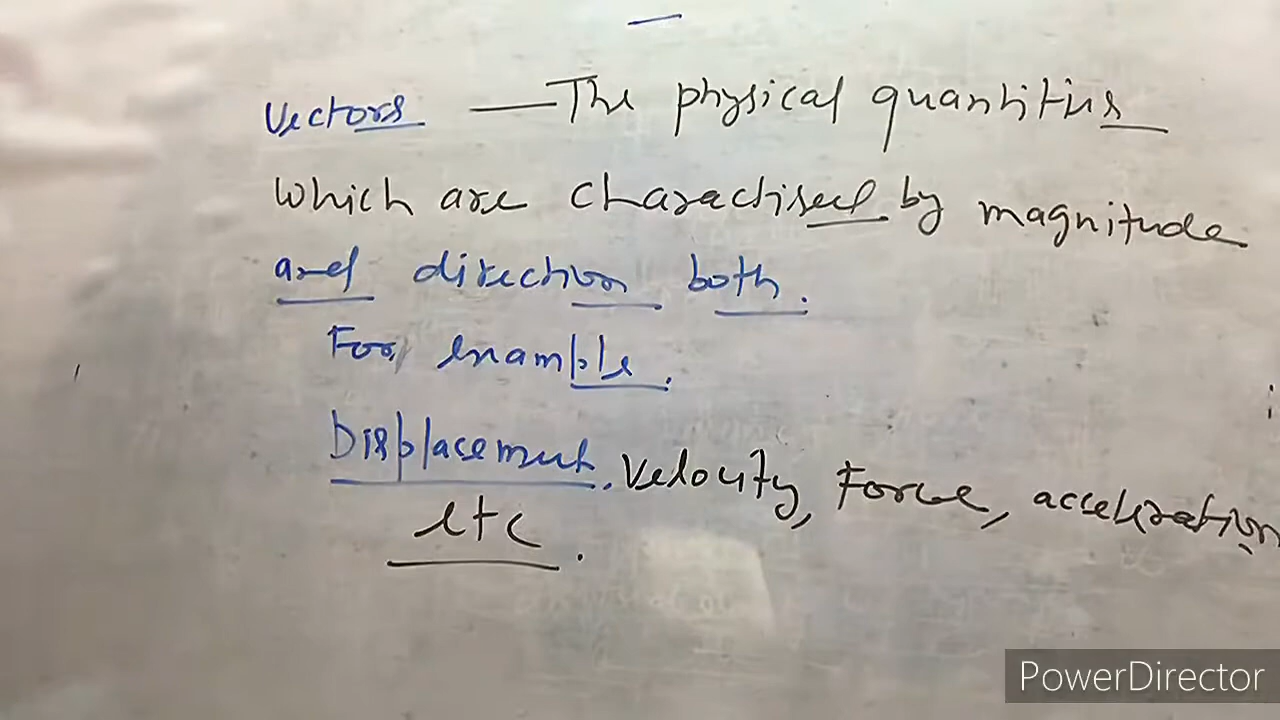 Vectors — The physical quantities
which are charactised by magnitude
and direction both.
For example.
Displacement. Velocity, Force, acceleration
etc.
PowerDirector